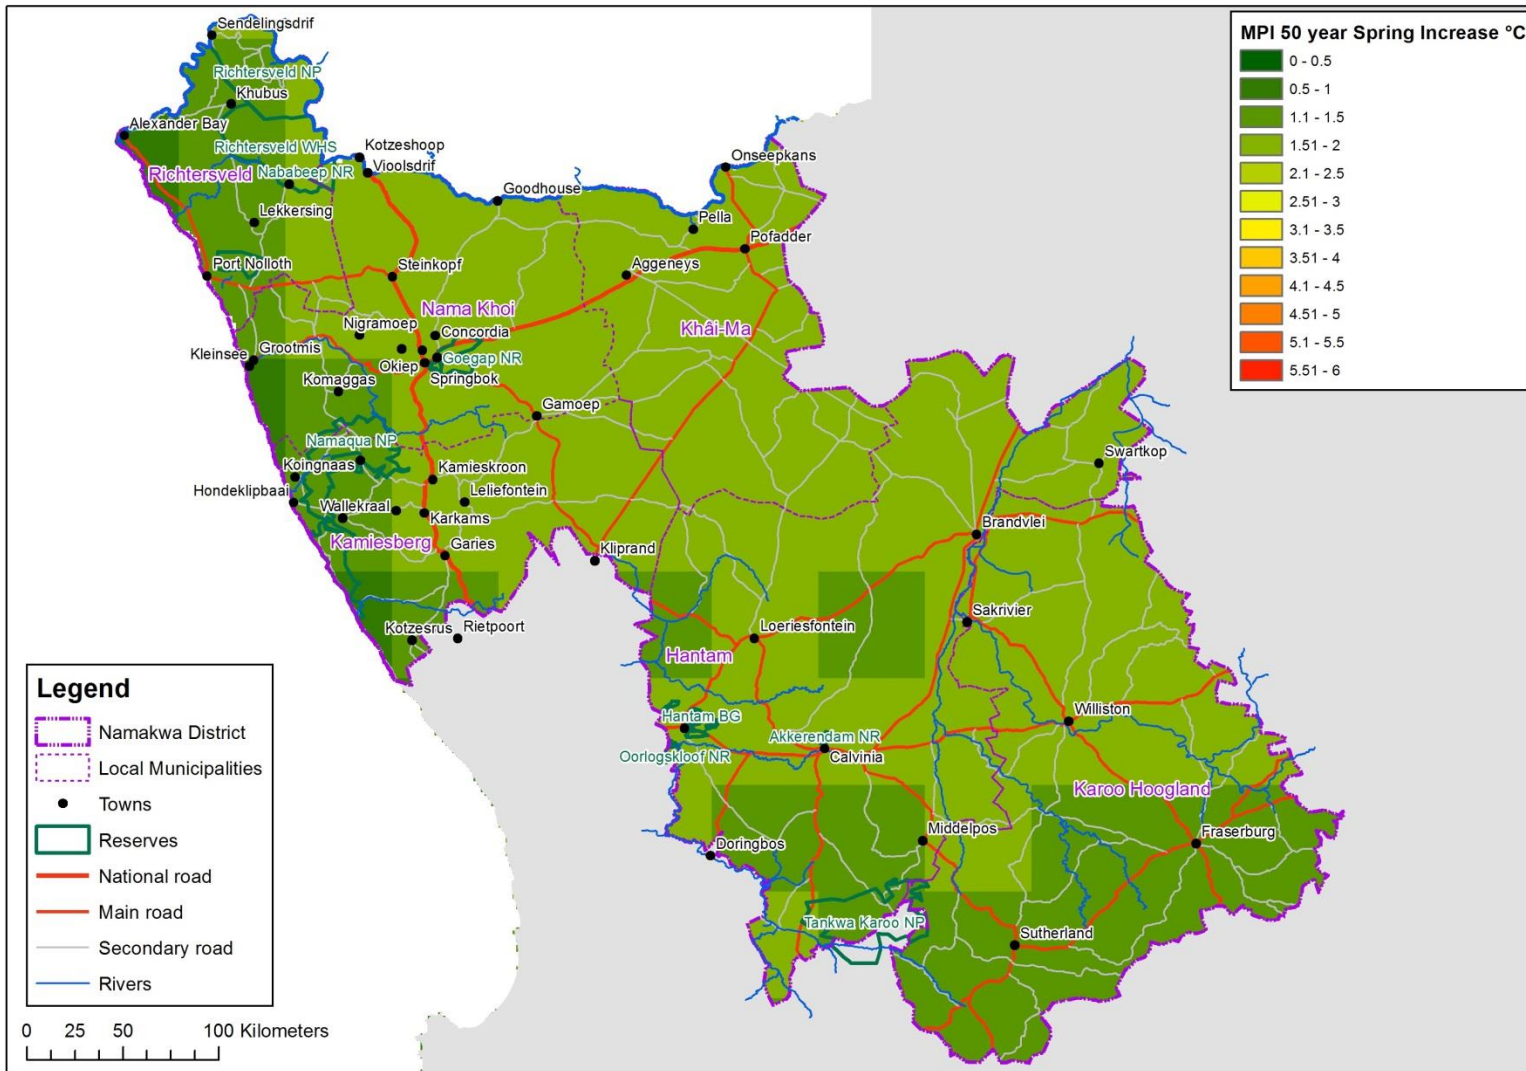 MPI 50 year Spring Increase °C
0 - 0.5
0.5 - 1
1.1 - 1.5
1.51 - 2
2.1 - 2.5
2.51 - 3
3.1 - 3.5
3.51 - 4
4.1 - 4.5
4.51 - 5
5.1 - 5.5
5.51 - 6
Sendelingsdrif
Richtersveld NP
Khubus
Alexander Bay
Richtersveld WHS
Kotzeshoop
Vioolsdrif
Onseepkans
Richtersveld
Nababeep NR
Goodhouse
Lekkersing
Pella
Pofadder
Port Nolloth
Steinkopf
Aggeneys
Nama Khoi
Khâi-Ma
Nigramoep
Concordia
Kleinsee
Grootmis
Okiep
Goegap NR
Springbok
Komaggas
Gamoep
Namaqua NP
Koingnaas
Kamieskroon
Swartkop
Hondeklipbaai
Leliefontein
Wallekraal
Karkams
Brandvlei
Kamiesberg
Garies
Kliprand
Sakrivier
Kotzesrus
Rietpoort
Loeriesfontein
Hantam
Hantam BG
Williston
Akkerendam NR
Oorlogskloof NR
Calvinia
Karoo Hoogland
Middelpos
Fraserburg
Doringbos
Tankwa Karoo NP
Sutherland
Legend
Namakwa District
Local Municipalities
Towns
Reserves
National road
Main road
Secondary road
Rivers
0 25 50 100 Kilometers